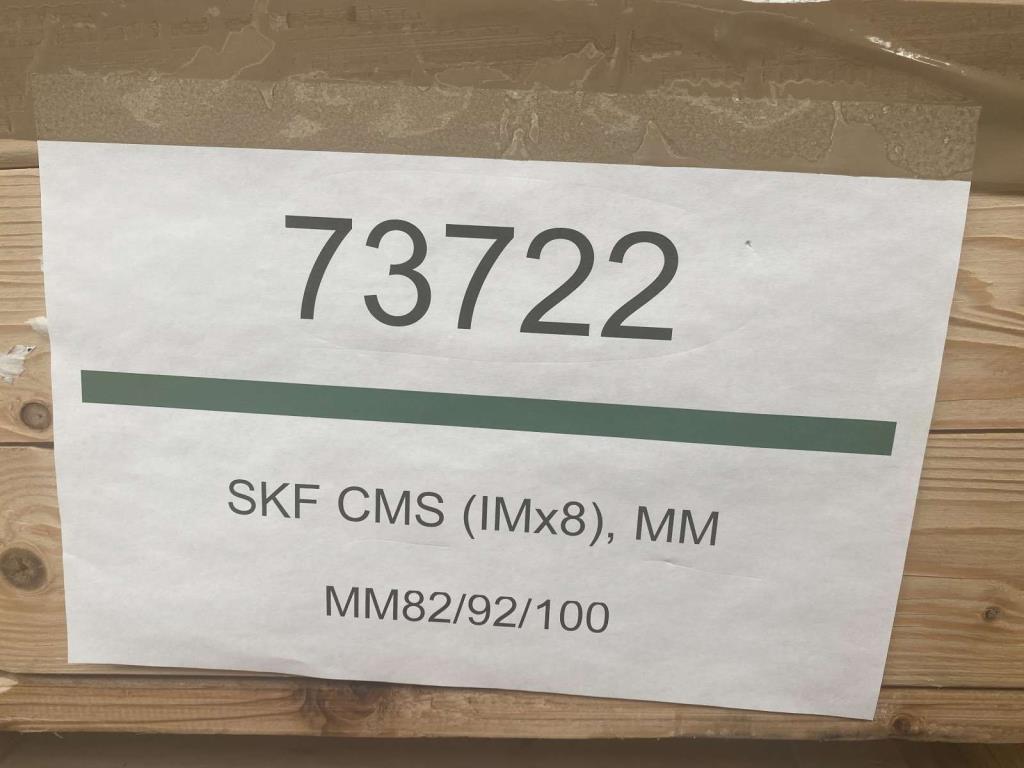 73722
SKF CMS (IMx8), MM
MM82/92/100